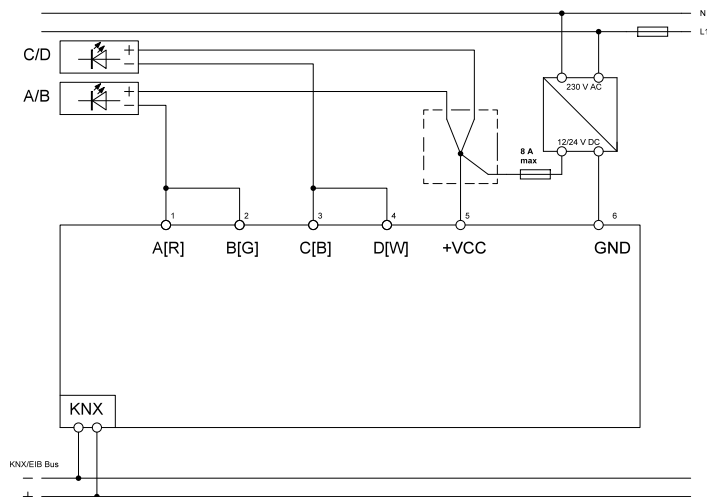 N
L1
C/D
+
−
A/B
+
−
230 V AC
12/24 V DC
8 A
max
1
2
3
4
5
6
A[R]
B[G]
C[B]
D[W]
+VCC
GND
KNX
KNX/EIB Bus
−
+